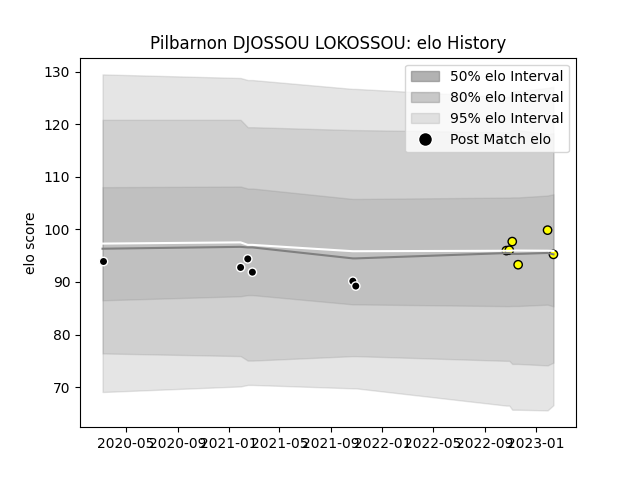 Pilbarnon DJOSSOU LOKOSSOU: elo History
130
120
110
100
90
80
70
elo score
50% elo Interval
80% elo Interval
95% elo Interval
Post Match elo
2020-05
2020-09
2021-01
2021-05
2021-09
2022-01
2022-05
2022-09
2023-01